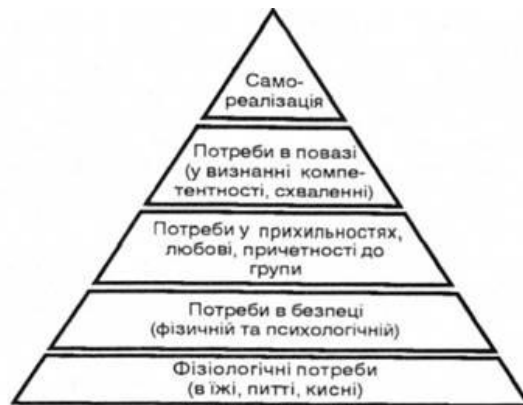 Само-
реалізація
Потреби в повазі
(у визнанні компе-
тентності, схваленні)
Потреби у прихильностях,
любові, причетності до
групи
Потреби в безпеці
(фізичній та психологічній)
Фізіологічні потреби
(в їжі, питті, кисні)